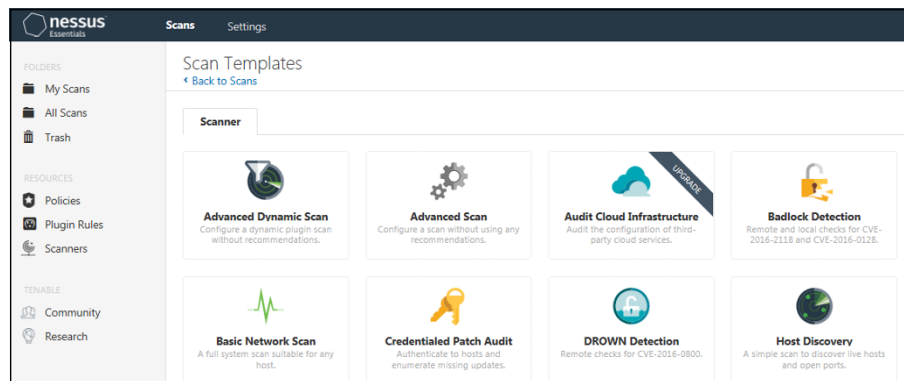 nessus
Essentials
Scans
Settings
FOLDERS
My Scans
All Scans
Trash
RESOURCES
Policies
Plugin Rules
Scanners
TENABLE
Community
Research
Scan Templates
Back to Scans
Scanner
Advanced Dynamic Scan
Configure a dynamic plugin scan
without recommendations.
Advanced Scan
Configure a scan without using any
recommendations.
UPGRADE
Audit Cloud Infrastructure
Audit the configuration of third-
party cloud services.
Badlock Detection
Remote and local checks for CVE-
2016-2118 and CVE-2016-0128.
Basic Network Scan
A full system scan suitable for any
host.
Credentialed Patch Audit
Authenticate to hosts and
enumerate missing updates.
DROWN Detection
Remote checks for CVE-2016-0800.
Host Discovery
A simple scan to discover live hosts
and open ports.